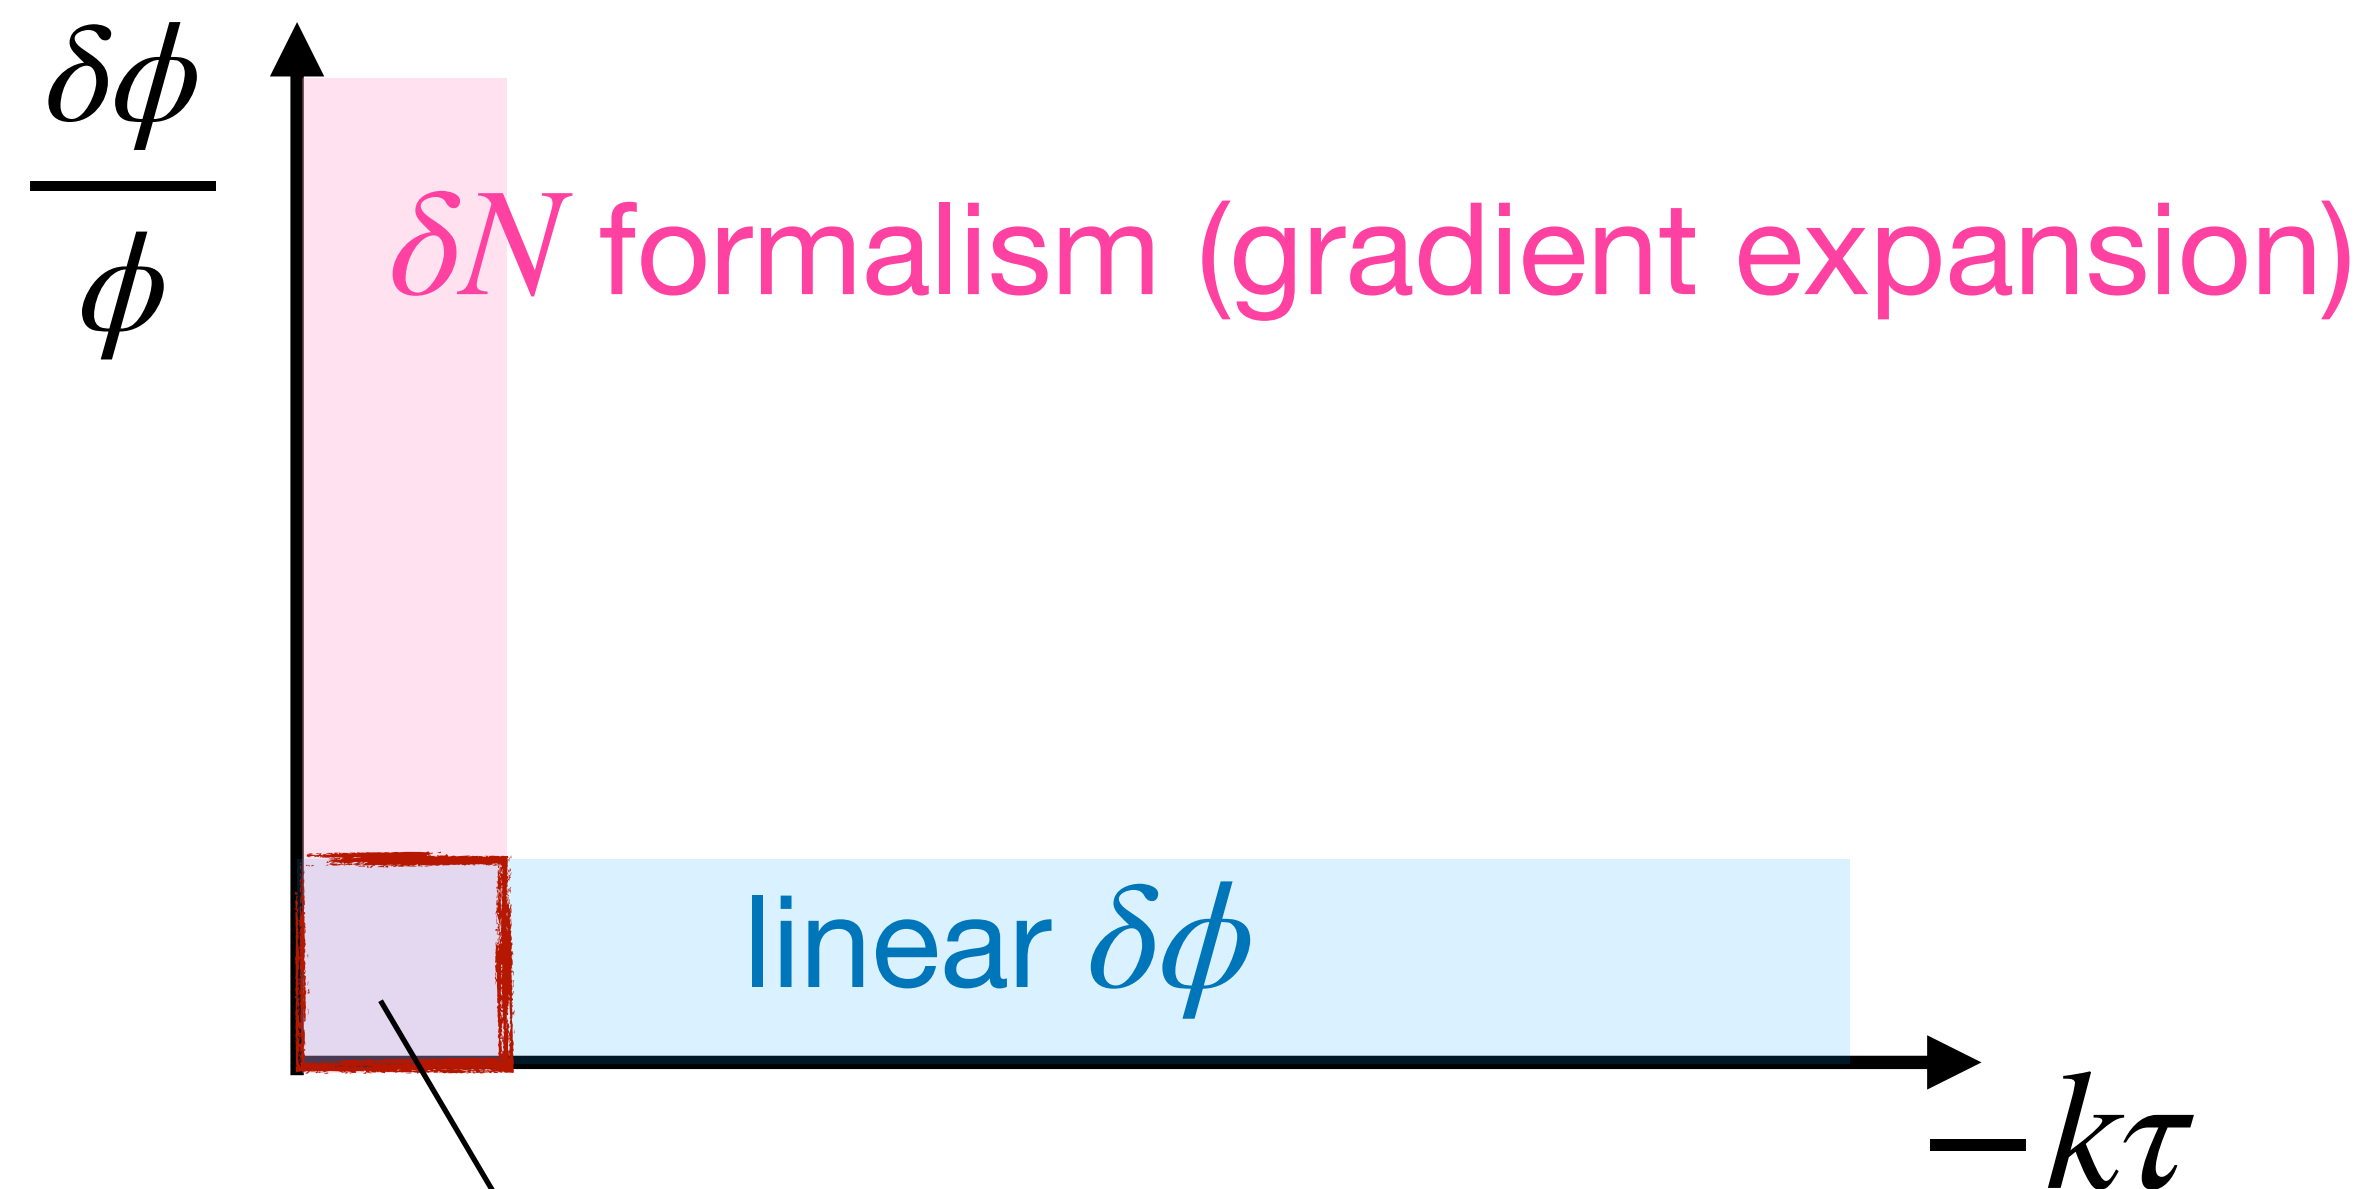 δϕ
ϕ
δN formalism (gradient expansion)
linear δϕ
−kτ